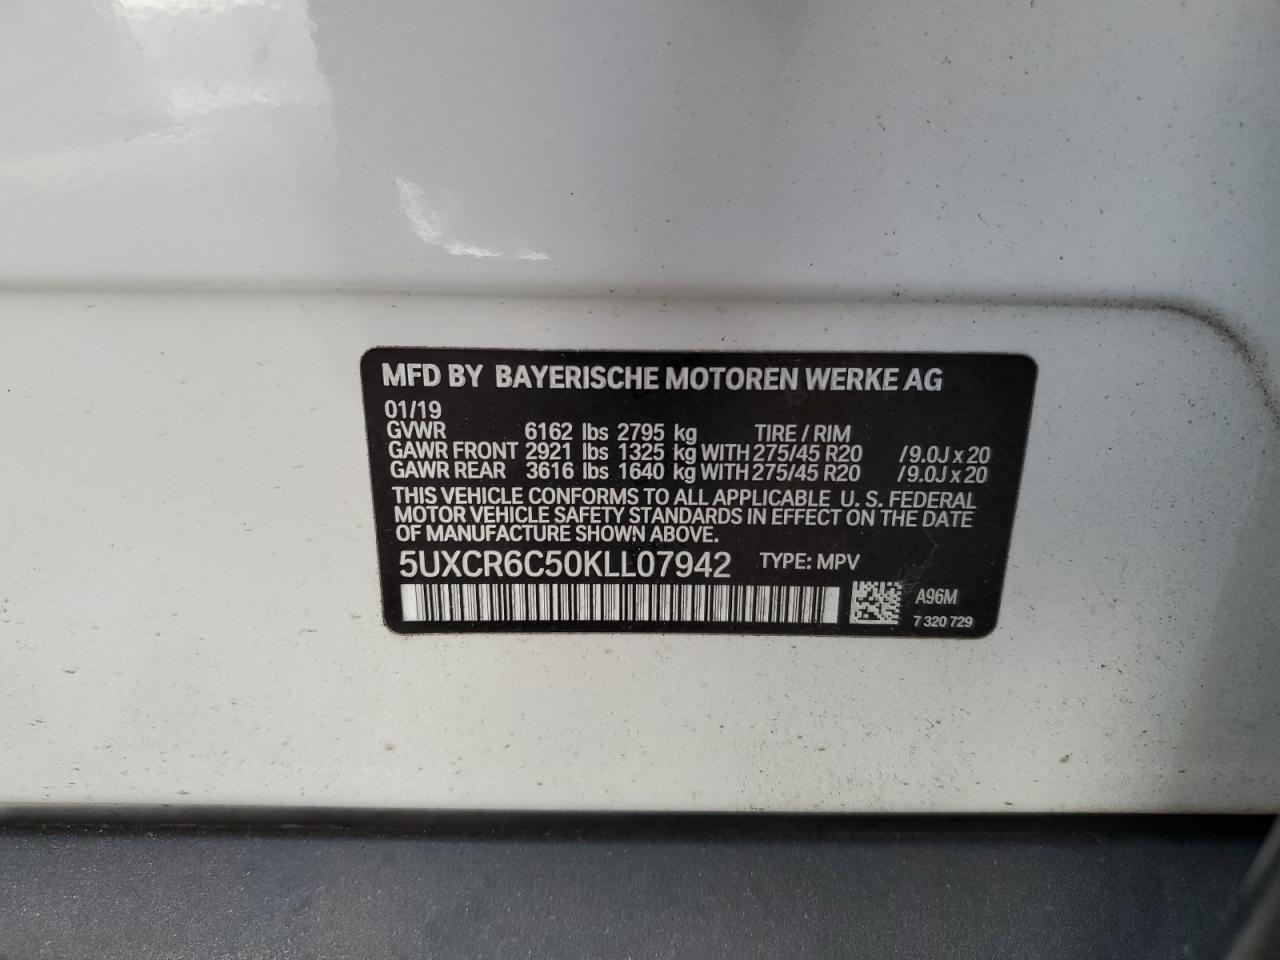 MFD BY BAYERISCHE MOTOREN WERKE AG
01/19
GVWR 6162 lbs 2795 kg TIRE / RIM
GAWR FRONT 2921 lbs 1325 kg WITH 275/45 R20 /9.0J x 20
GAWR REAR 3616 lbs 1640 kg WITH 275/45 R20 /9.0J x 20
THIS VEHICLE CONFORMS TO ALL APPLICABLE U. S. FEDERAL
MOTOR VEHICLE SAFETY STANDARDS IN EFFECT ON THE DATE
OF MANUFACTURE SHOWN ABOVE.
5UXCR6C50KLL07942 TYPE: MPV
A96M
7 320 729